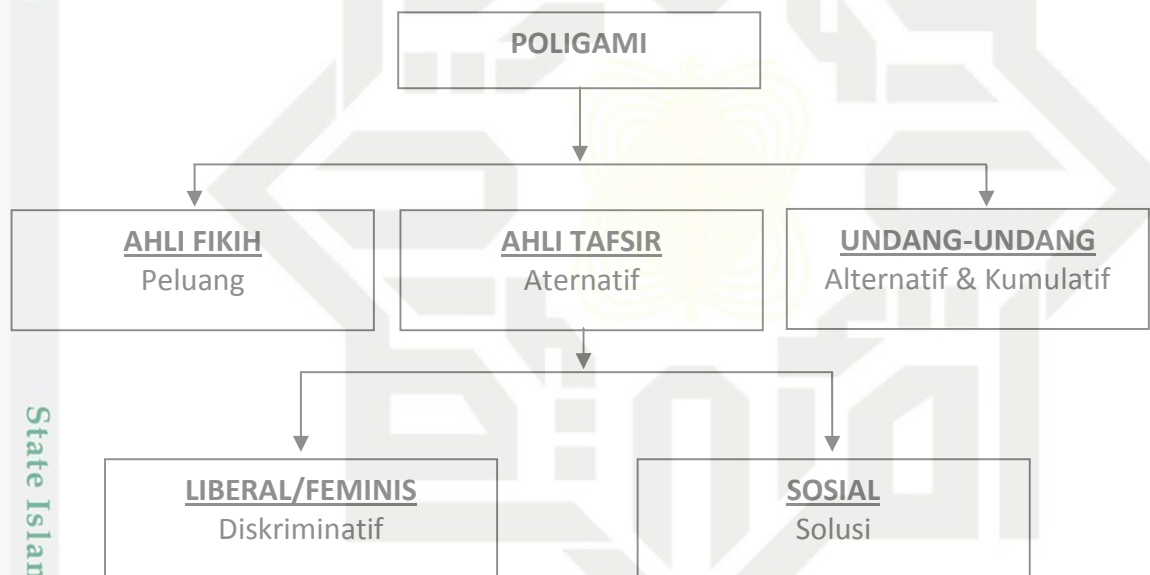 POLIGAMI
AHLI FIKIH
Peluang
AHLI TAFSIR
Aternatif
UNDANG-UNDANG
Alternatif & Kumulatif
LIBERAL/FEMINIS
Diskriminatif
SOSIAL
Solusi
State Islam